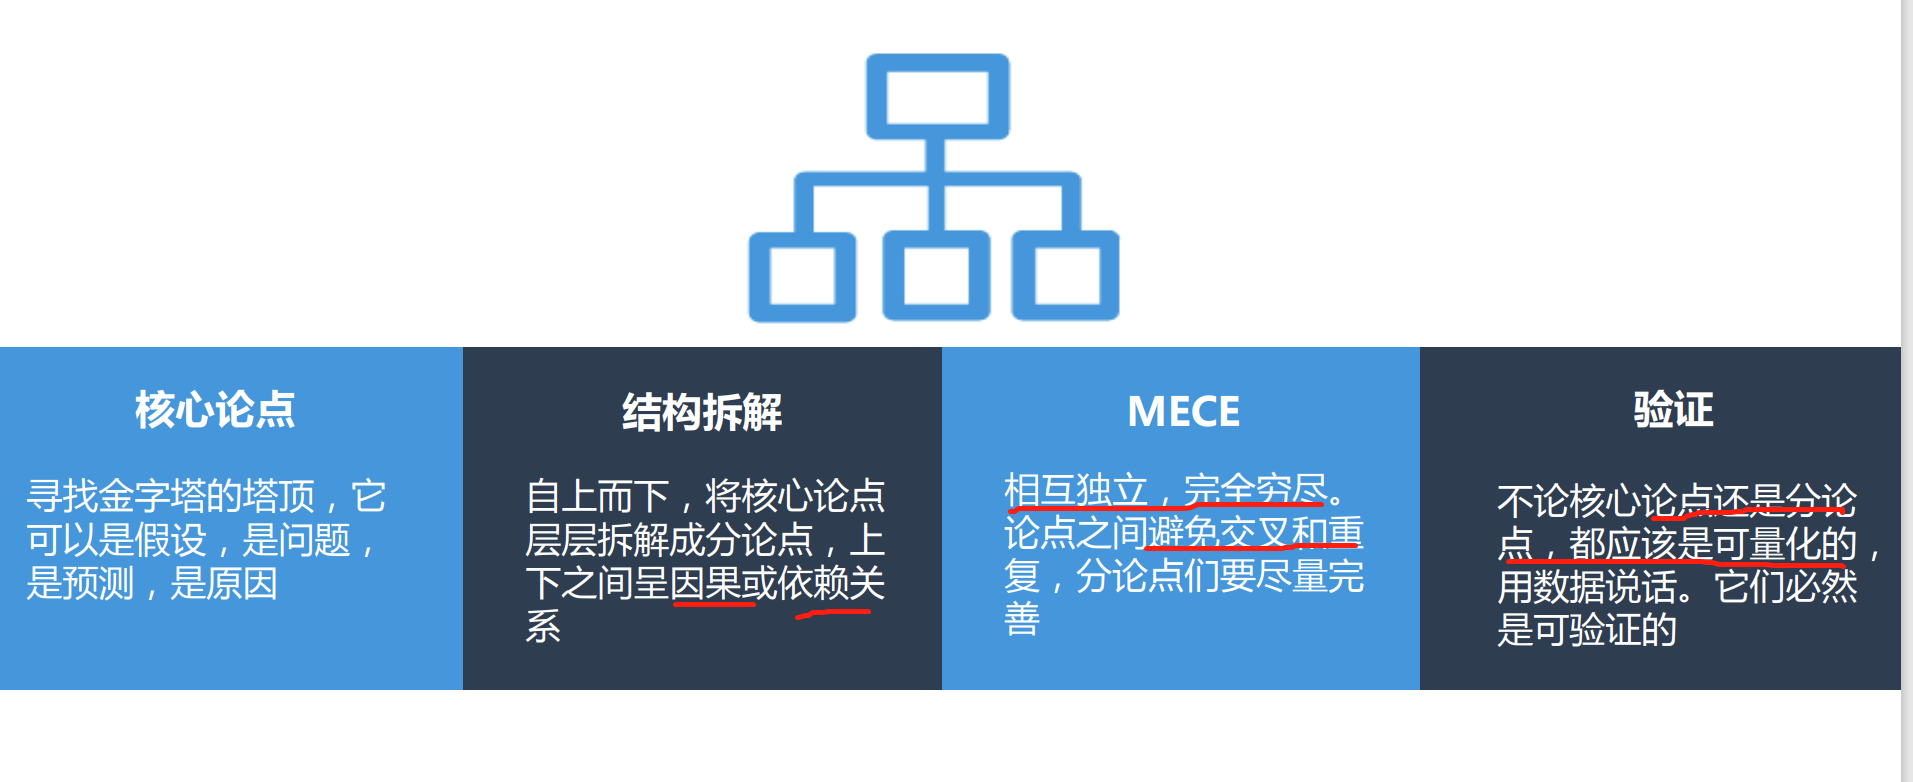 核心论点
寻找金字塔的塔顶，它
可以是假设，是问题，
是预测，是原因
结构拆解
自上而下，将核心论点
层层拆解成分论点，上
下之间呈因果或依赖关
系
MECE
相互独立，完全穷尽。
论点之间避免交叉和重
复，分论点们要尽量完
善
验证
不论核心论点还是分论
点，都应该是可量化的，
用数据说话。它们必然
是可验证的